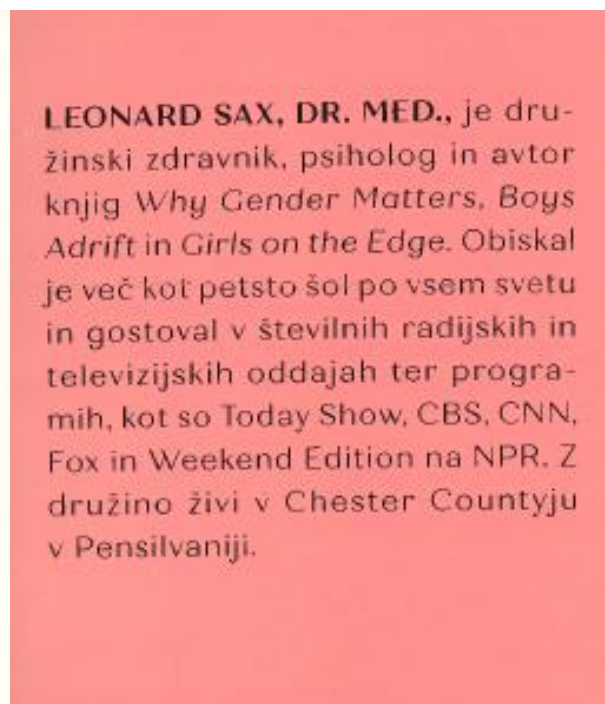 LEONARD SAX, DR. MED., je dru-
žinski zdravnik, psiholog in avtor
knjig Why Gender Matters, Boys
Adrift in Girls on the Edge. Obiskal
je več kot petsto šol po vsem svetu
in gostoval v številnih radijskih in
televizijskih oddajah ter progra-
mih, kot so Today Show, CBS, CNN,
Fox in Weekend Edition na NPR. Z
družino živi v Chester Countyju
v Pensilvaniji.